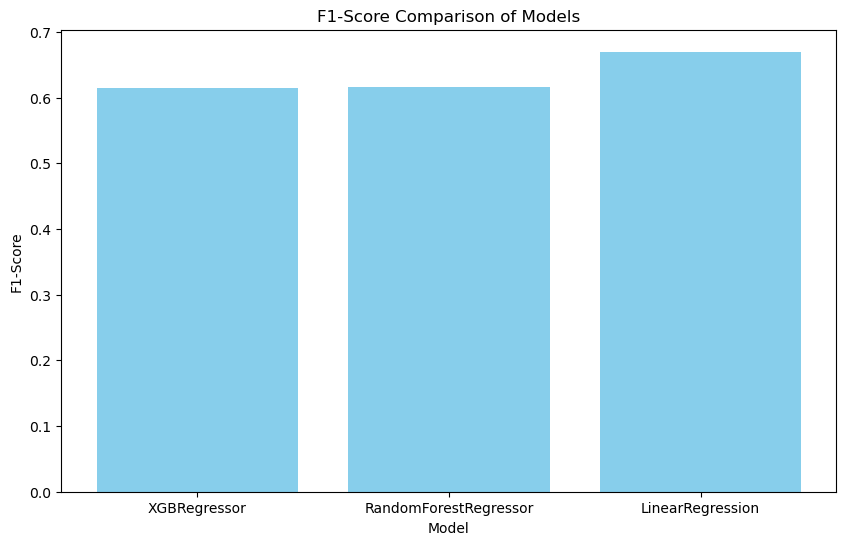 F1-Score Comparison of Models
F1-Score
0.7
0.6
0.5
0.4
0.3
0.2
0.1
0.0
XGBRegressor
RandomForestRegressor
LinearRegression
Model